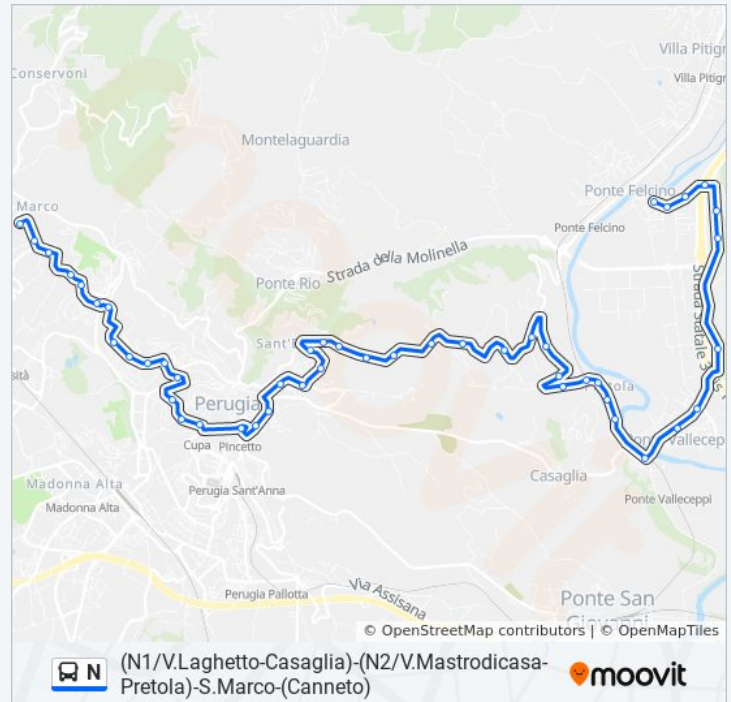 Villa Pitign
Conservoni
Villa Pitign
Montelaguardia
Ponte Felcino
Marco
Ponte Felcino
Strada della Molinella
Ponte Rio
Strada Statale 3
Sant'
Perugia
Cupa
Pincetto
Valleceppi
Casaglia
Madonna Alta
Perugia Sant'Anna
Ponte Valleceppi
Madonna Alta
Perugia Pallotta
Via Assisana
Ponte San
Giovanni
© OpenStreetMap contributors | © OpenMapTiles
N
(N1/V.Laghetto-Casaglia)-(N2/V.Mastrodicasa-
Pretola)-S.Marco-(Canneto)
moovit